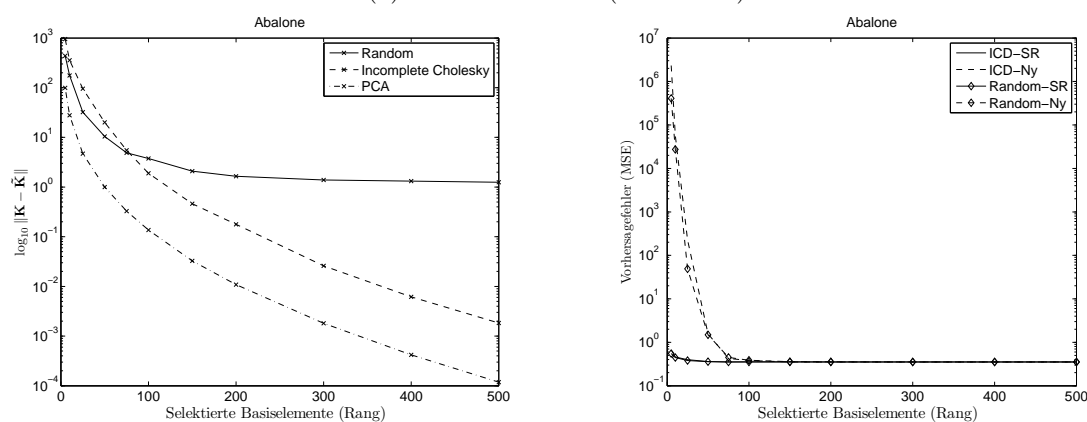 Abalone
10^3
10^2
10^1
10^0
10^−1
10^−2
10^−3
10^−4
log₁₀ ‖K − K̃‖
Random
Incomplete Cholesky
PCA
0 100 200 300 400 500
Selektierte Basiselemente (Rang)
Abalone
10^7
10^6
10^5
10^4
10^3
10^2
10^1
10^0
10^−1
Vorhersagefehler (MSE)
ICD−SR
ICD−Ny
Random−SR
Random−Ny
0 100 200 300 400 500
Selektierte Basiselemente (Rang)